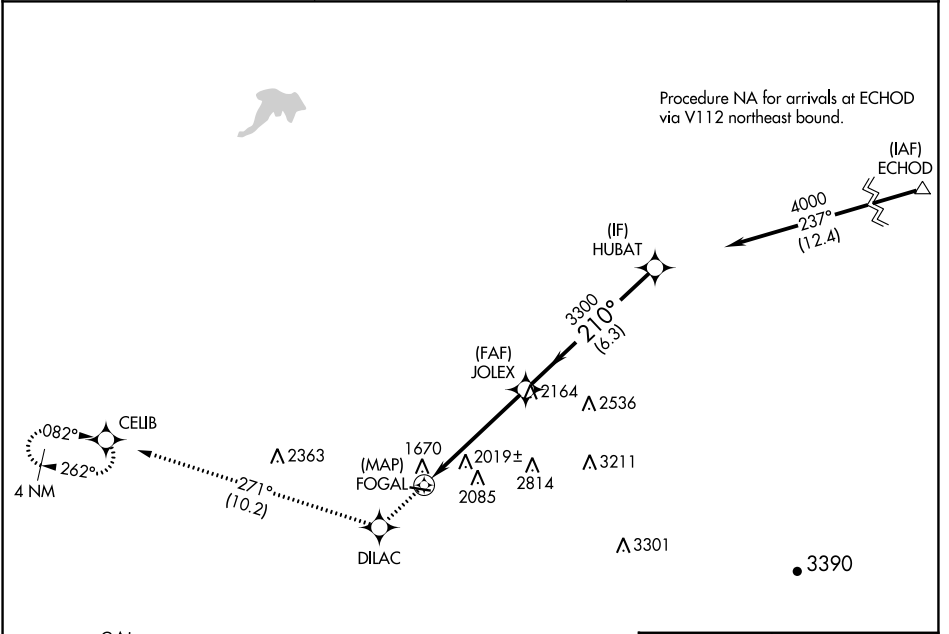 Procedure NA for arrivals at ECHOD
via V112 northeast bound.
(IAF)
ECHOD
4000
237°
(12.4)
(IF)
HUBAT
3300
210°
(6.3)
(FAF)
JOLEX
2164
2536
CELIB
082°
262°
4 NM
2363
1670
(MAP)
FOGAL
2019±
2085
2814
3211
271°
(10.2)
DILAC
3301
3390